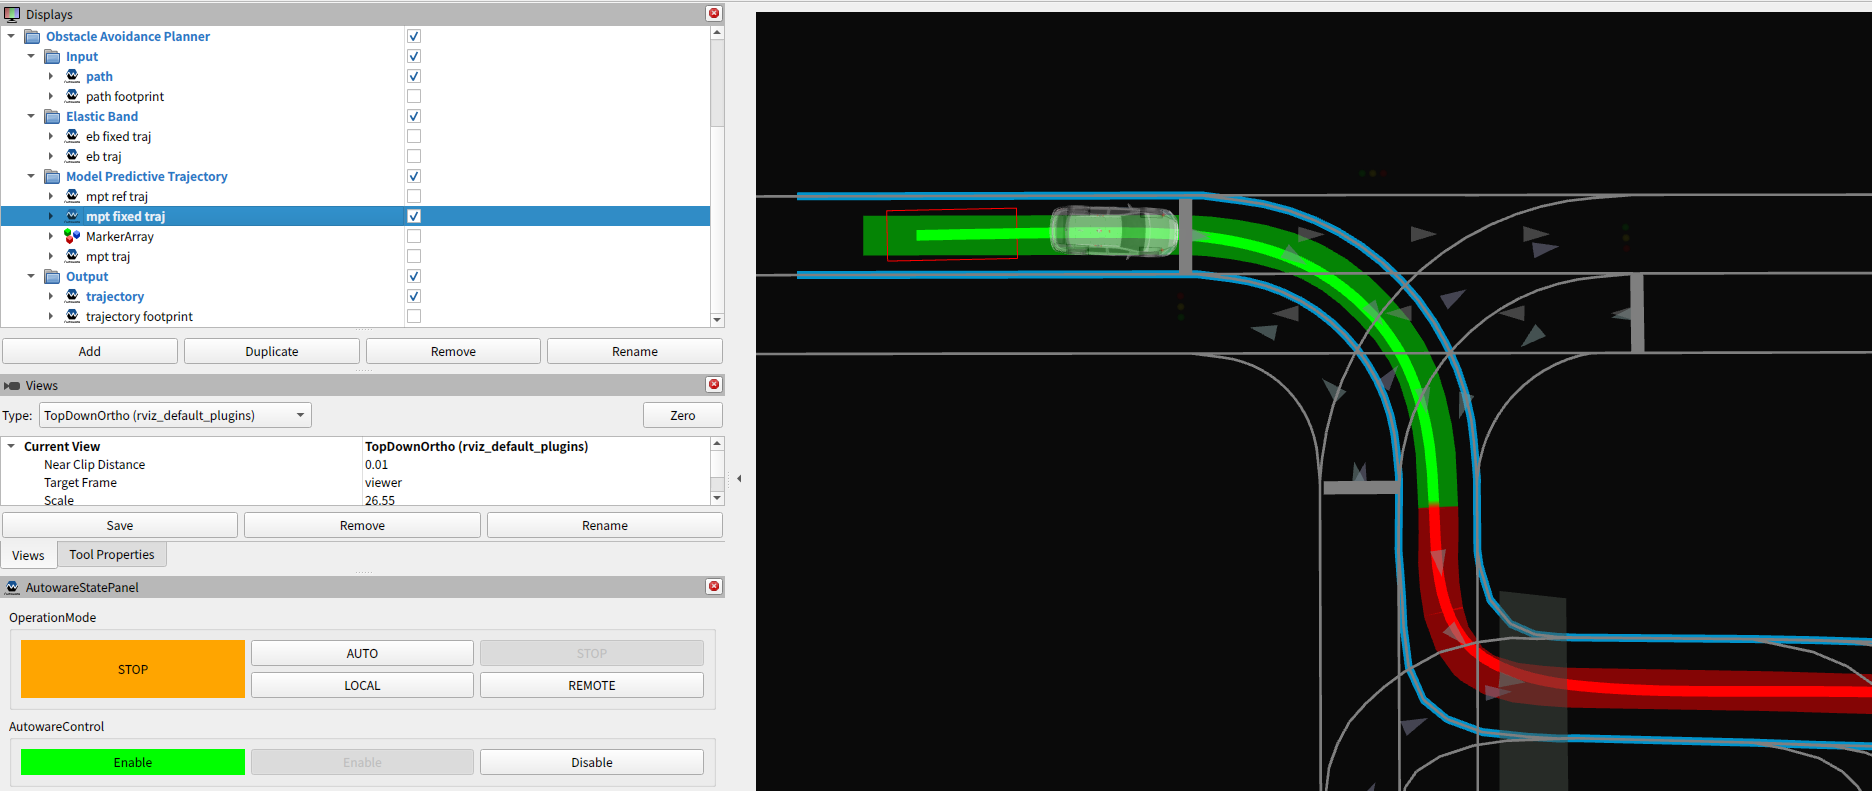 Displays
Obstacle Avoidance Planner
Input
path
path footprint
Elastic Band
eb fixed traj
eb traj
Model Predictive Trajectory
mpt ref traj
mpt fixed traj
MarkerArray
mpt traj
Output
trajectory
trajectory footprint
Add Duplicate Remove Rename
Views
Type: TopDownOrtho (rviz_default_plugins) Zero
Current View TopDownOrtho (rviz_default_plugins)
Near Clip Distance 0.01
Target Frame viewer
Scale 26.55
Save Remove Rename
Views Tool Properties
AutowareStatePanel
OperationMode
STOP AUTO STOP
LOCAL REMOTE
AutowareControl
Enable Enable Disable